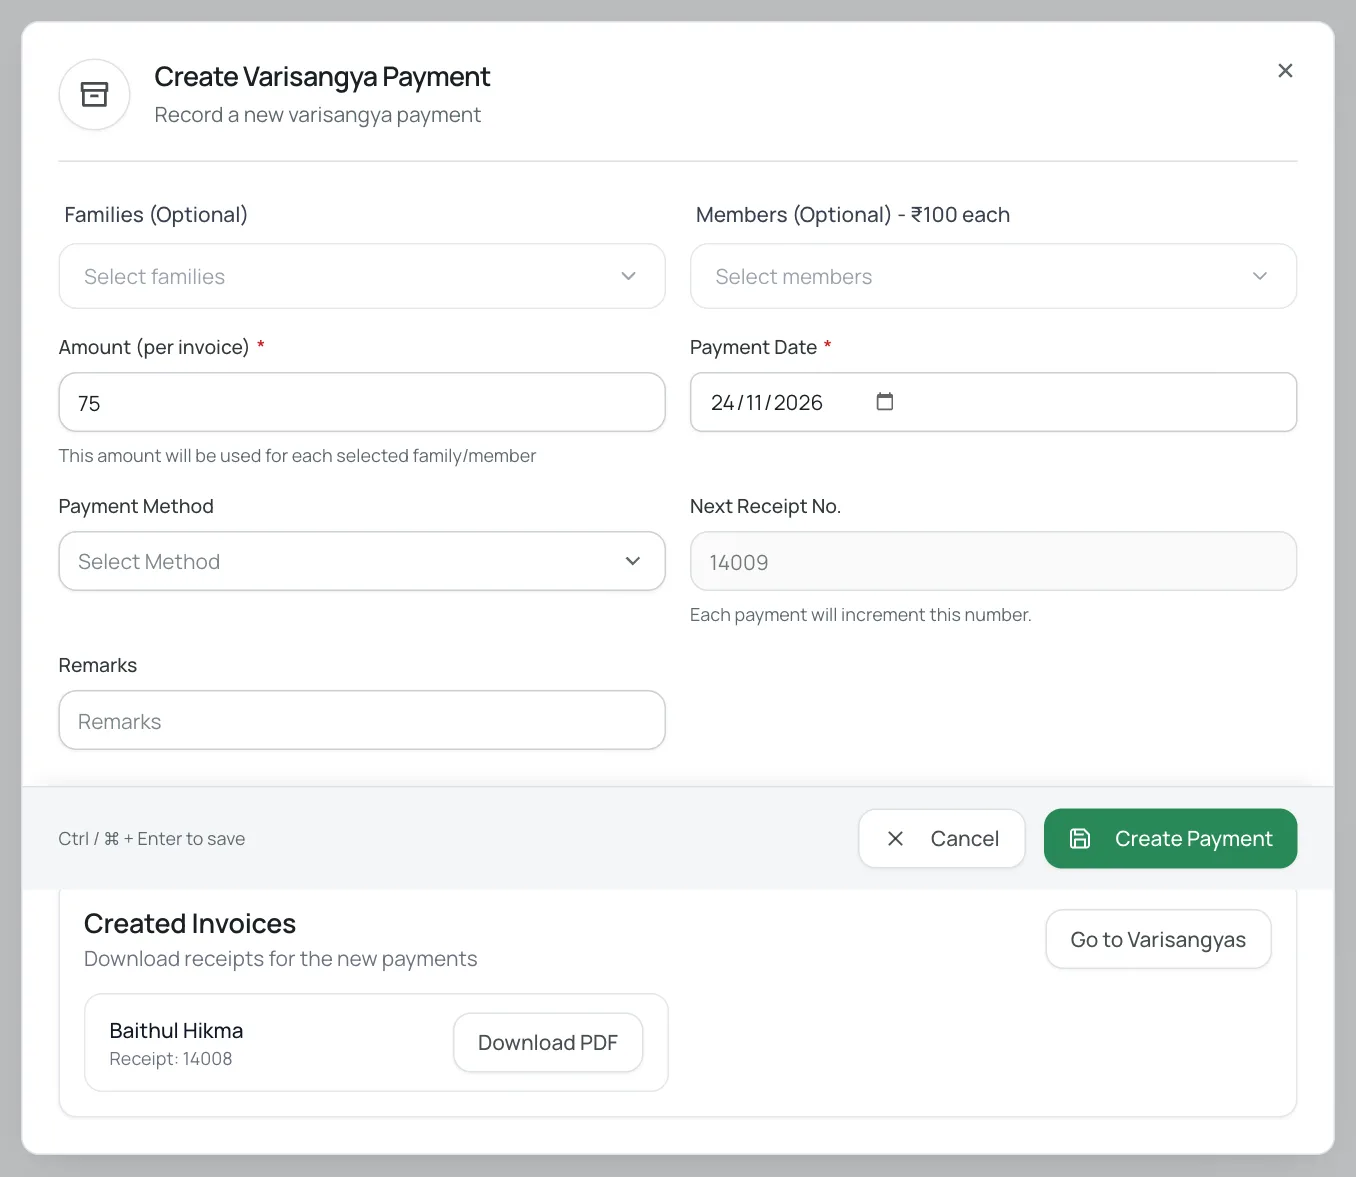 Create Varisangya Payment
Record a new varisangya payment
Families (Optional)
Select families
Members (Optional) - ₹100 each
Select members
Amount (per invoice) *
75
This amount will be used for each selected family/member
Payment Date *
24/11/2026
Payment Method
Select Method
Next Receipt No.
14009
Each payment will increment this number.
Remarks
Remarks
Ctrl / ⌘ + Enter to save
Cancel
Create Payment
Created Invoices
Download receipts for the new payments
Go to Varisangyas
Baithul Hikma
Receipt: 14008
Download PDF